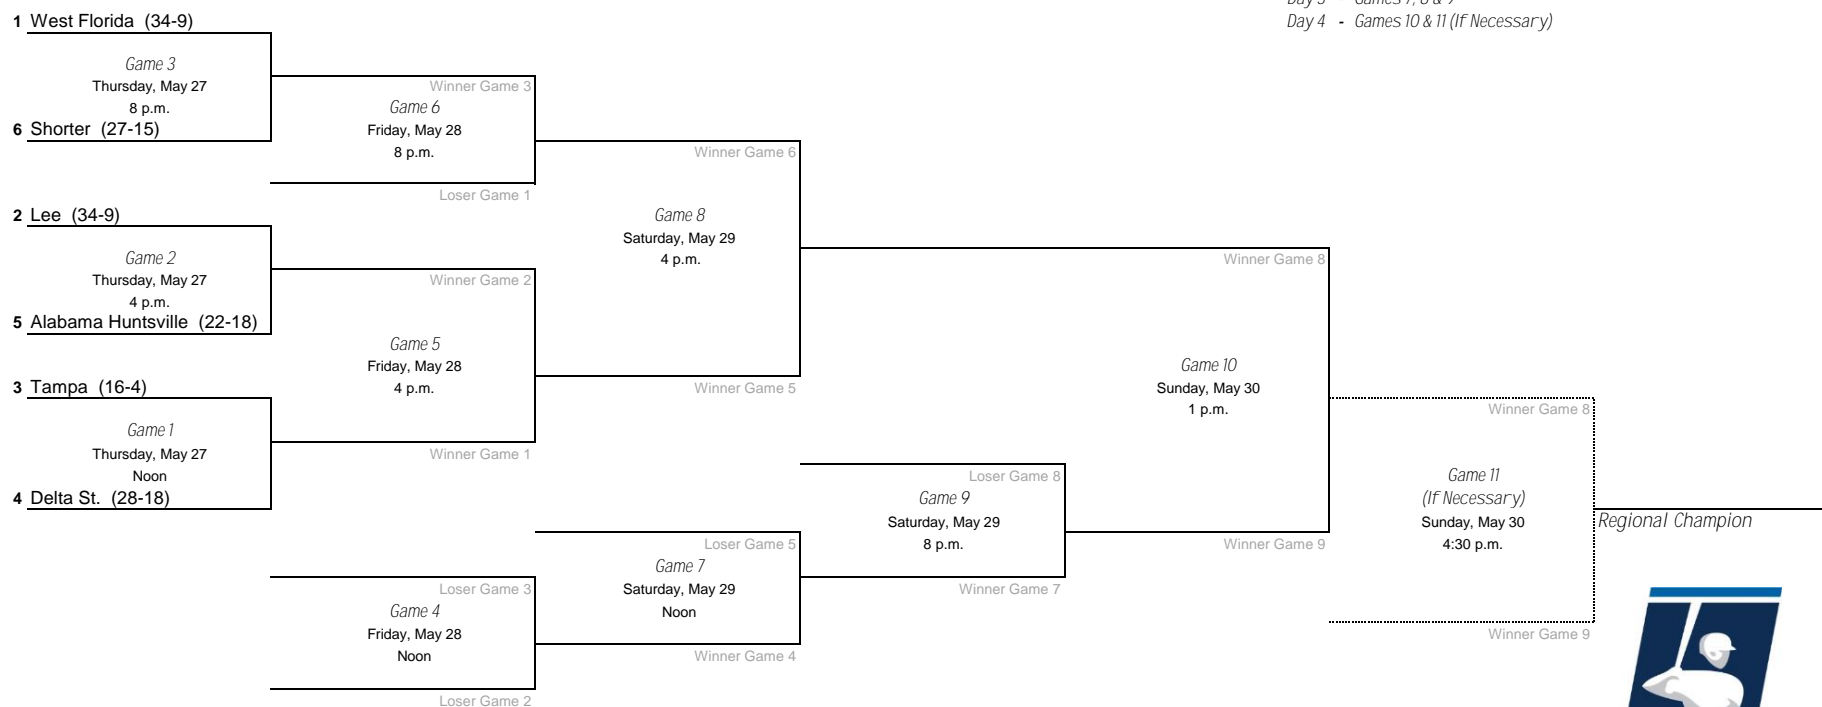 Day 3 - Games 7, 8 & 9
Day 4 - Games 10 & 11 (If Necessary)
1 West Florida (34-9)
Game 3
Thursday, May 27
8 p.m.
6 Shorter (27-15)
Winner Game 3
Game 6
Friday, May 28
8 p.m.
Loser Game 1
2 Lee (34-9)
Game 2
Thursday, May 27
4 p.m.
5 Alabama Huntsville (22-18)
Winner Game 2
Game 5
Friday, May 28
4 p.m.
Winner Game 1
3 Tampa (16-4)
Game 1
Thursday, May 27
Noon
4 Delta St. (28-18)
Loser Game 3
Game 4
Friday, May 28
Noon
Loser Game 2
Winner Game 6
Game 8
Saturday, May 29
4 p.m.
Winner Game 5
Loser Game 5
Game 7
Saturday, May 29
Noon
Winner Game 4
Loser Game 8
Game 9
Saturday, May 29
8 p.m.
Winner Game 7
Winner Game 8
Game 10
Sunday, May 30
1 p.m.
Winner Game 9
Winner Game 8
Game 11
(If Necessary)
Sunday, May 30
4:30 p.m.
Winner Game 9
Regional Champion